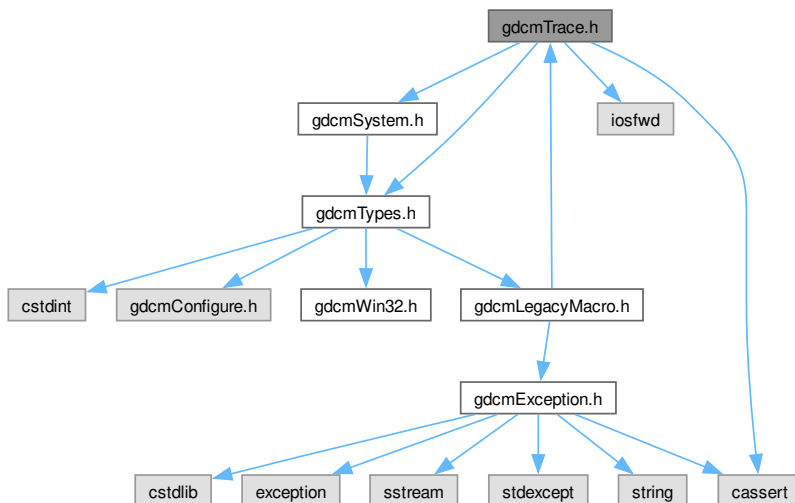 gdcmTrace.h
gdcmSystem.h
iosfwd
gdcmTypes.h
cstdint
gdcmConfigure.h
gdcmWin32.h
gdcmLegacyMacro.h
gdcmException.h
cstdlib
exception
sstream
stdexcept
string
cassert